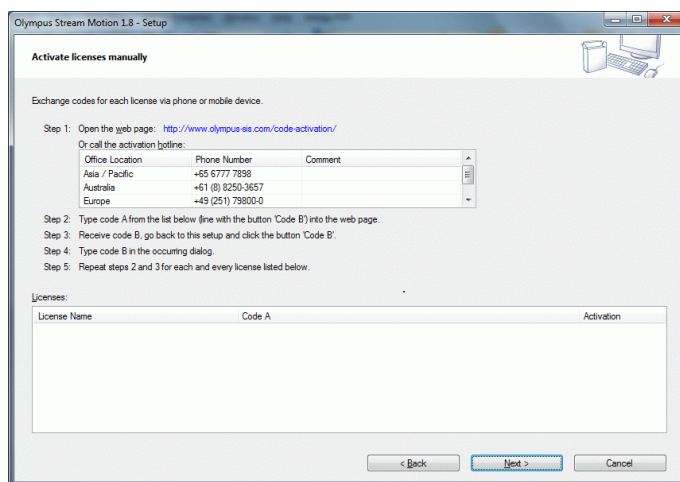 Olympus Stream Motion 1.8 - Setup
Activate licenses manually
Exchange codes for each license via phone or mobile device.
Step 1: Open the web page: http://www.olympus-sis.com/code-activation/
Or call the activation hotline:
Office Location Phone Number Comment
Asia / Pacific +65 6777 7898
Australia +61 (8) 8250-3657
Europe +49 (251) 79800-0
Step 2: Type code A from the list below (line with the button 'Code B') into the web page.
Step 3: Receive code B, go back to this setup and click the button 'Code B'.
Step 4: Type code B in the occurring dialog.
Step 5: Repeat steps 2 and 3 for each and every license listed below.
Licenses:
License Name Code A Activation
< Back Next > Cancel